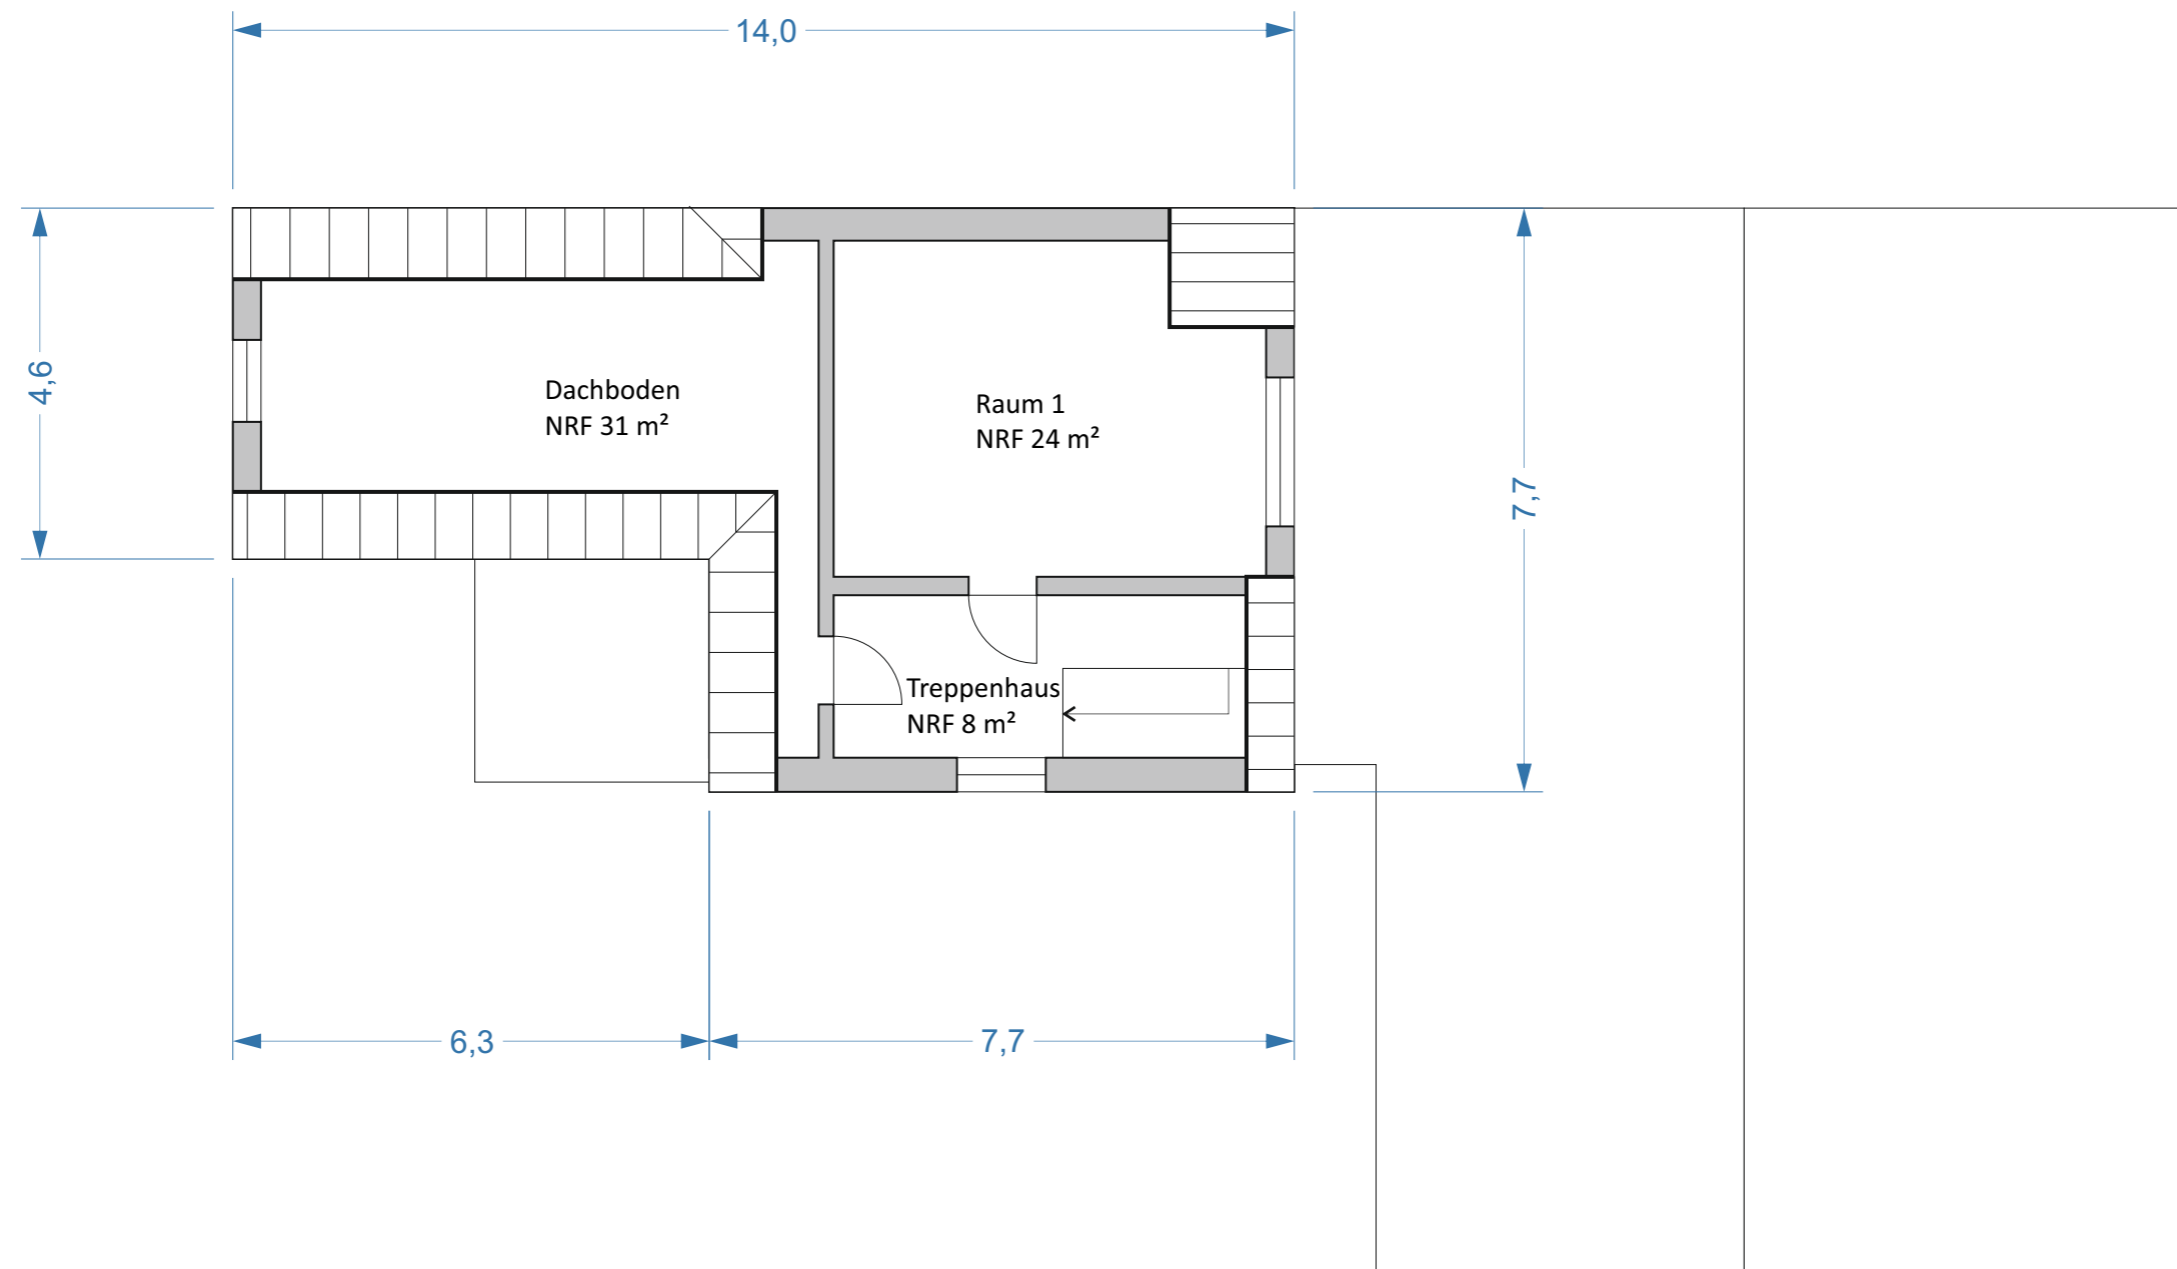 14,0
4,6
Dachboden
NRF 31 m²
Raum 1
NRF 24 m²
7,7
Treppenhaus
NRF 8 m²
6,3
7,7